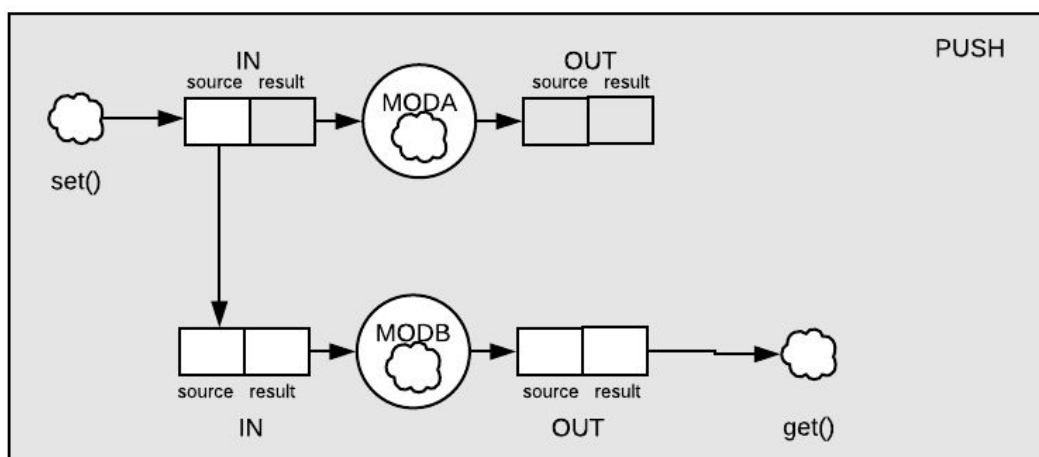 PUSH
IN OUT
source result source result
MODA
set()
MODB
source result source result
IN OUT get()